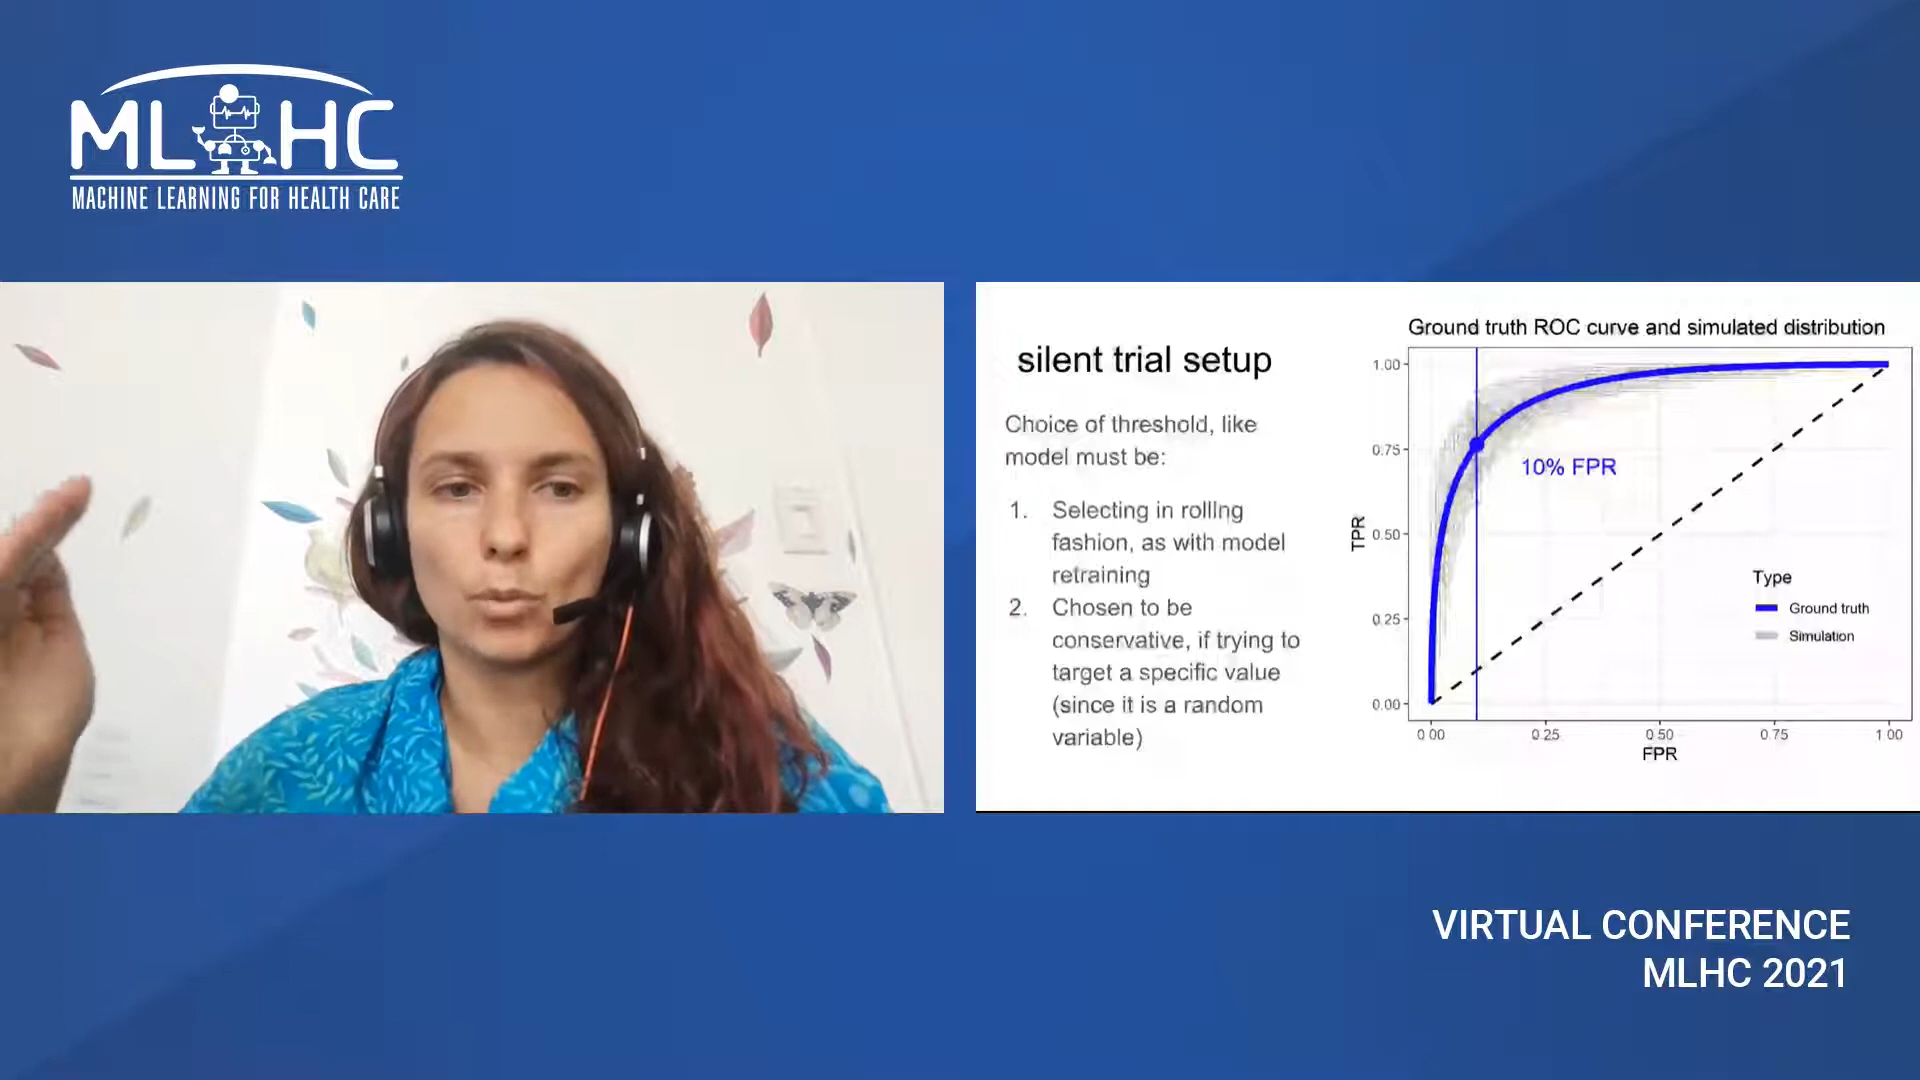 MLHC
MACHINE LEARNING FOR HEALTH CARE
silent trial setup
Choice of threshold, like
model must be:
1. Selecting in rolling
fashion, as with model
retraining
2. Chosen to be
conservative, if trying to
target a specific value
(since it is a random
variable)
Ground truth ROC curve and simulated distribution
1.00
0.75
0.50
0.25
0.00
TPR
10% FPR
Type
Ground truth
Simulation
0.00 0.25 0.50 0.75 1.00
FPR
VIRTUAL CONFERENCE
MLHC 2021